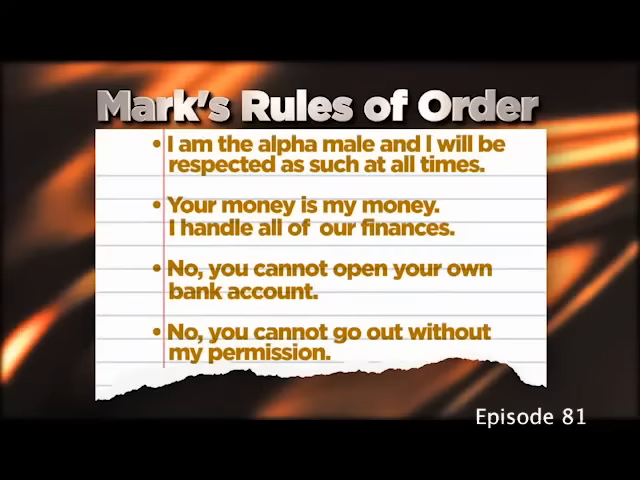 Mark's Rules of Order
• I am the alpha male and I will be
respected as such at all times.
• Your money is my money.
I handle all of our finances.
• No, you cannot open your own
bank account.
• No, you cannot go out without
my permission.
Episode 81